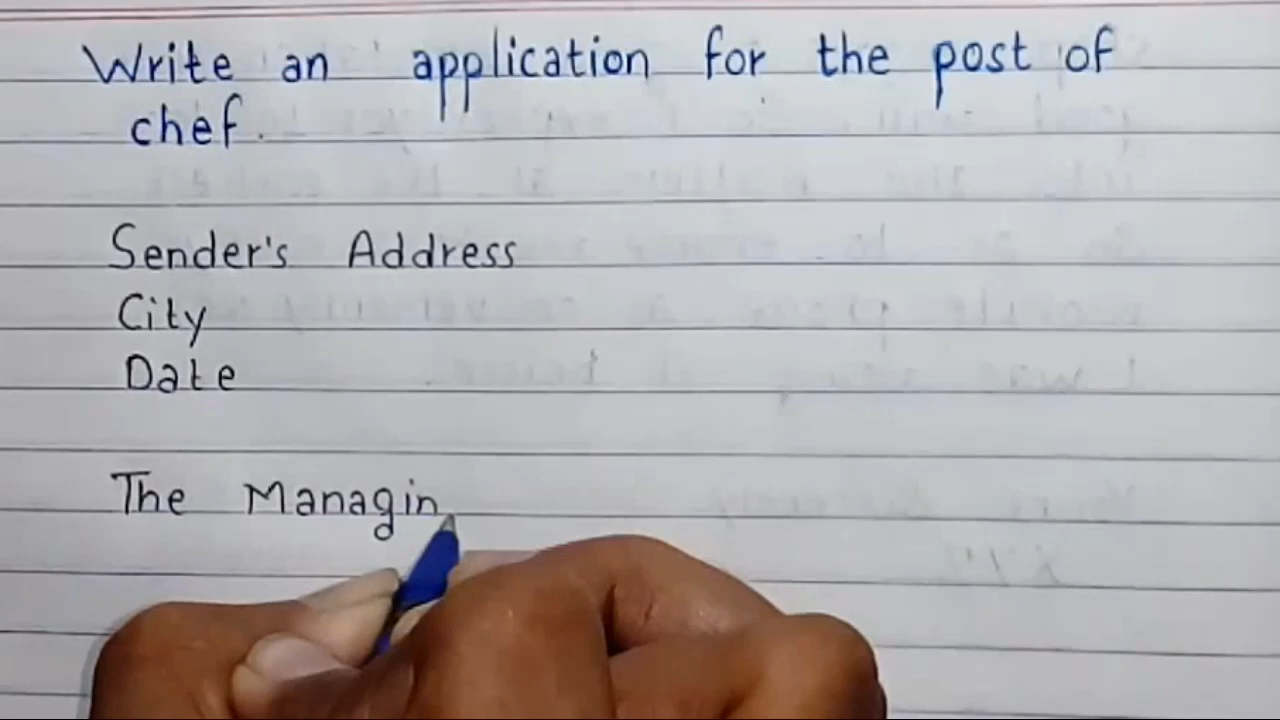 Write an application for the post of
chef.
Sender's Address
City
Date
The Managin